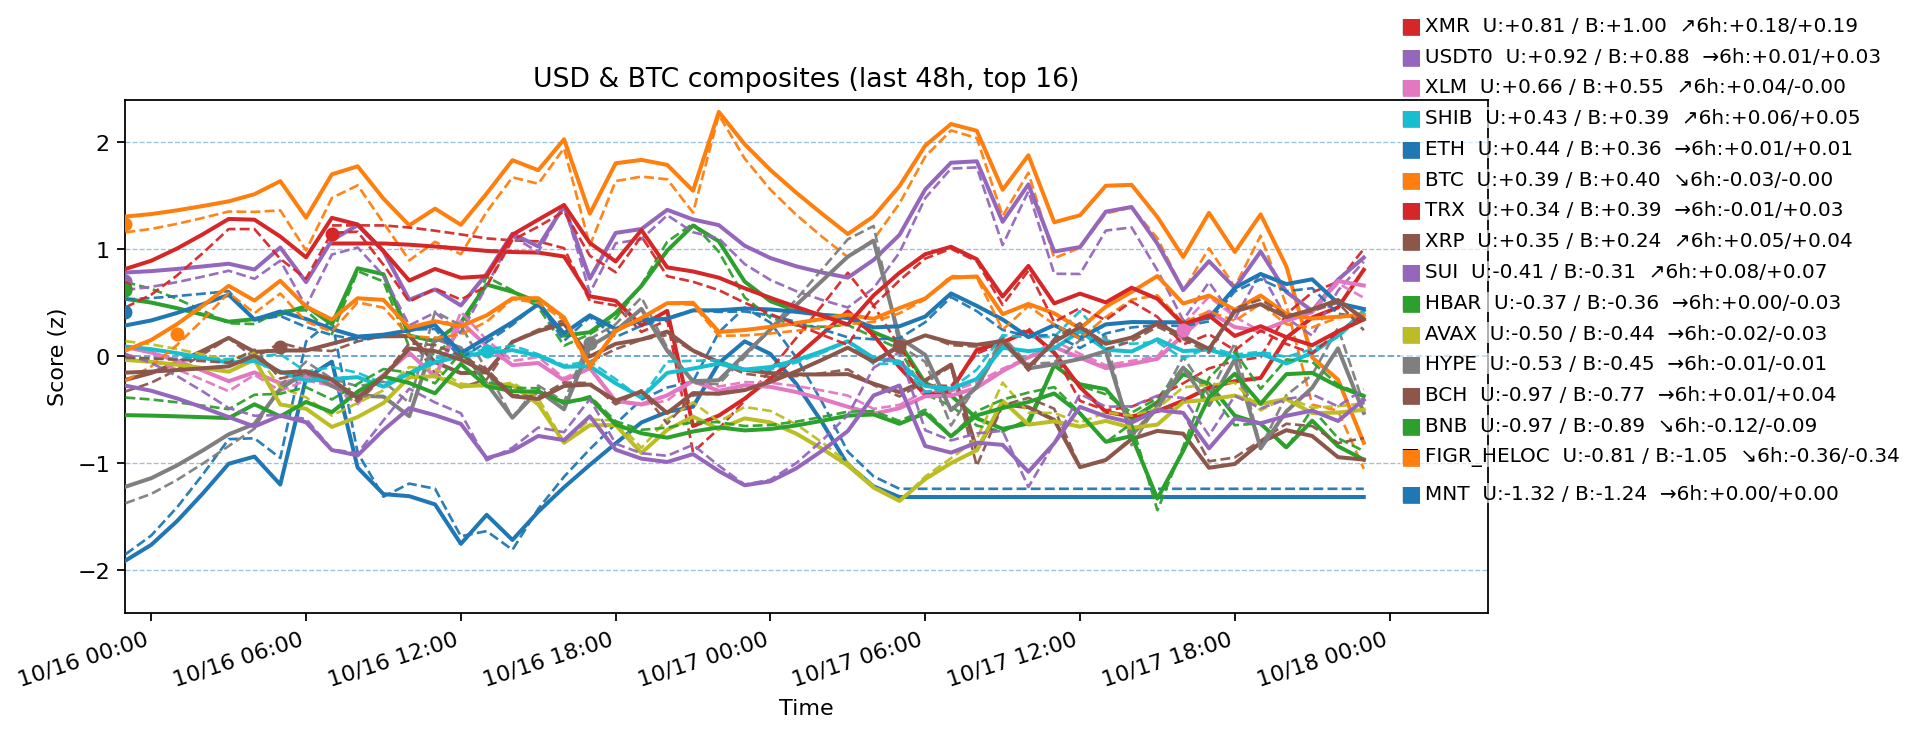 XMR U:+0.81 / B:+1.00 ↗6h:+0.18/+0.19
USDT0 U:+0.92 / B:+0.88 →6h:+0.01/+0.03
USD & BTC composites (last 48h, top 16)
XLM U:+0.66 / B:+0.55 ↗6h:+0.04/-0.00
SHIB U:+0.43 / B:+0.39 ↗6h:+0.06/+0.05
ETH U:+0.44 / B:+0.36 →6h:+0.01/+0.01
BTC U:+0.39 / B:+0.40 ↘6h:-0.03/-0.00
TRX U:+0.34 / B:+0.39 →6h:-0.01/+0.03
XRP U:+0.35 / B:+0.24 ↗6h:+0.05/+0.04
SUI U:-0.41 / B:-0.31 ↗6h:+0.08/+0.07
HBAR U:-0.37 / B:-0.36 →6h:+0.00/-0.03
AVAX U:-0.50 / B:-0.44 →6h:-0.02/-0.03
HYPE U:-0.53 / B:-0.45 →6h:-0.01/-0.01
BCH U:-0.97 / B:-0.77 →6h:+0.01/+0.04
BNB U:-0.97 / B:-0.89 ↘6h:-0.12/-0.09
FIGR_HELOC U:-0.81 / B:-1.05 ↘6h:-0.36/-0.34
MNT U:-1.32 / B:-1.24 →6h:+0.00/+0.00
Score (z)
2
1
0
−1
−2
10/16 00:00
10/16 06:00
10/16 12:00
10/16 18:00
10/17 00:00
10/17 06:00
10/17 12:00
10/17 18:00
10/18 00:00
Time